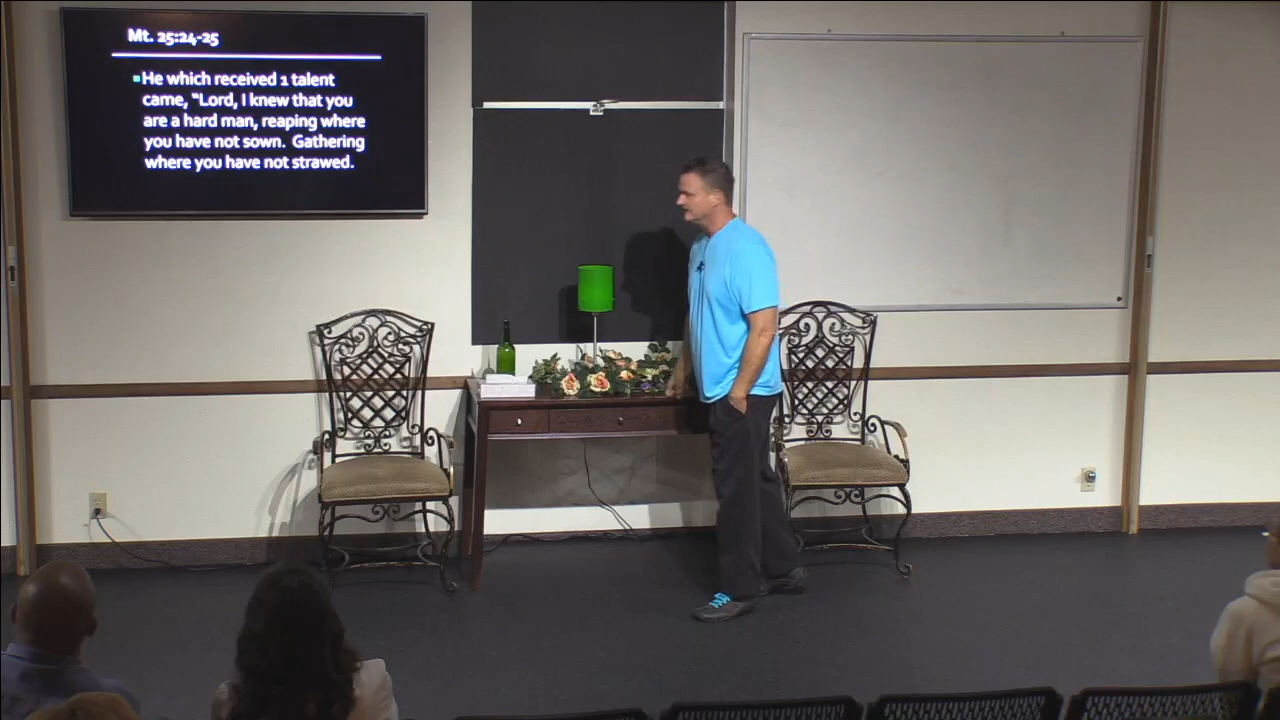 Mt. 25:24-25
▪He which received 1 talent
came, “Lord, I knew that you
are a hard man, reaping where
you have not sown. Gathering
where you have not strawed.